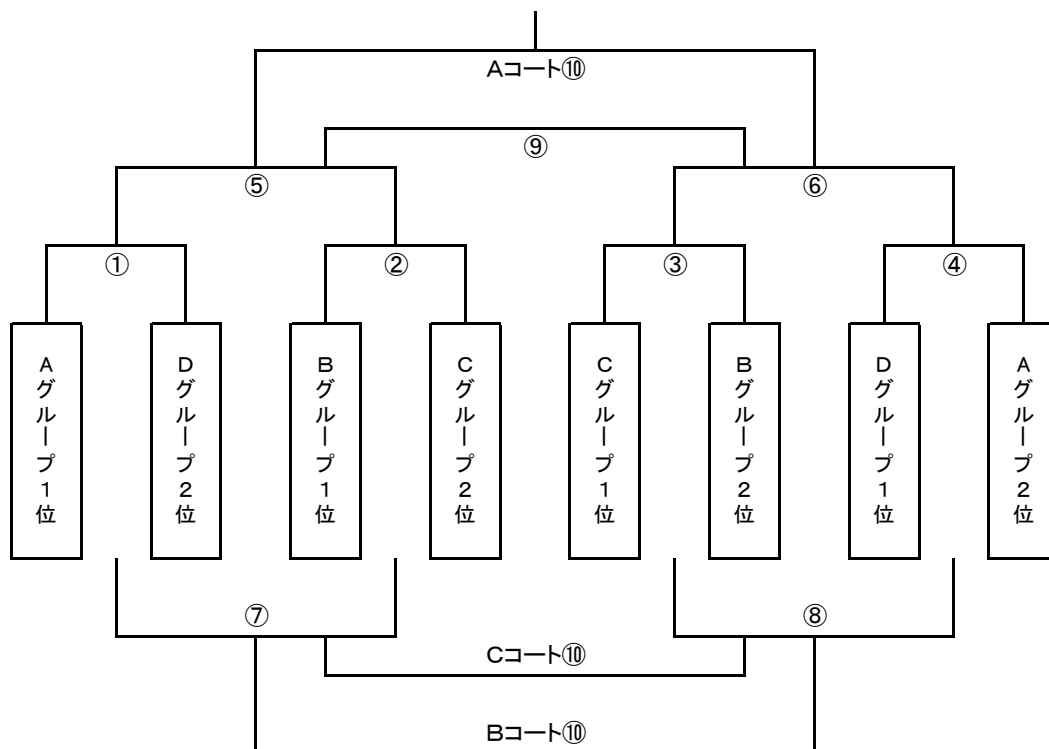 Aコート⑩
⑨
⑤
⑥
①
②
③
④
Aグループ1位
Dグループ2位
Bグループ1位
Cグループ2位
Cグループ1位
Bグループ2位
Dグループ1位
Aグループ2位
⑦
⑧
Cコート⑩
Bコート⑩